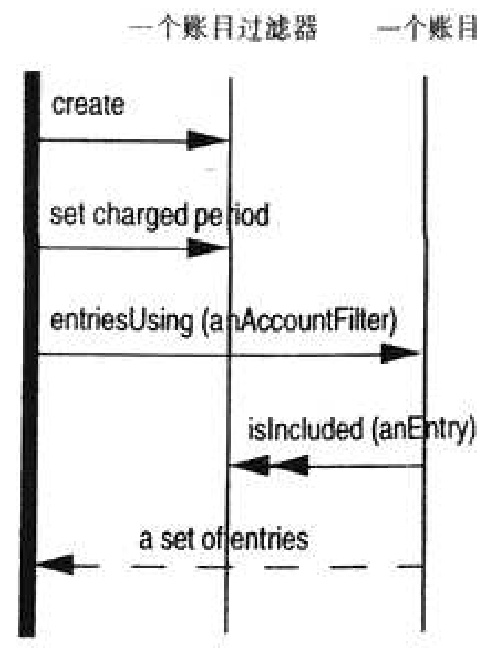 一个账目过滤器 一个账目
create
set charged period
entriesUsing (anAccountFilter)
isIncluded (anEntry)
a set of entries